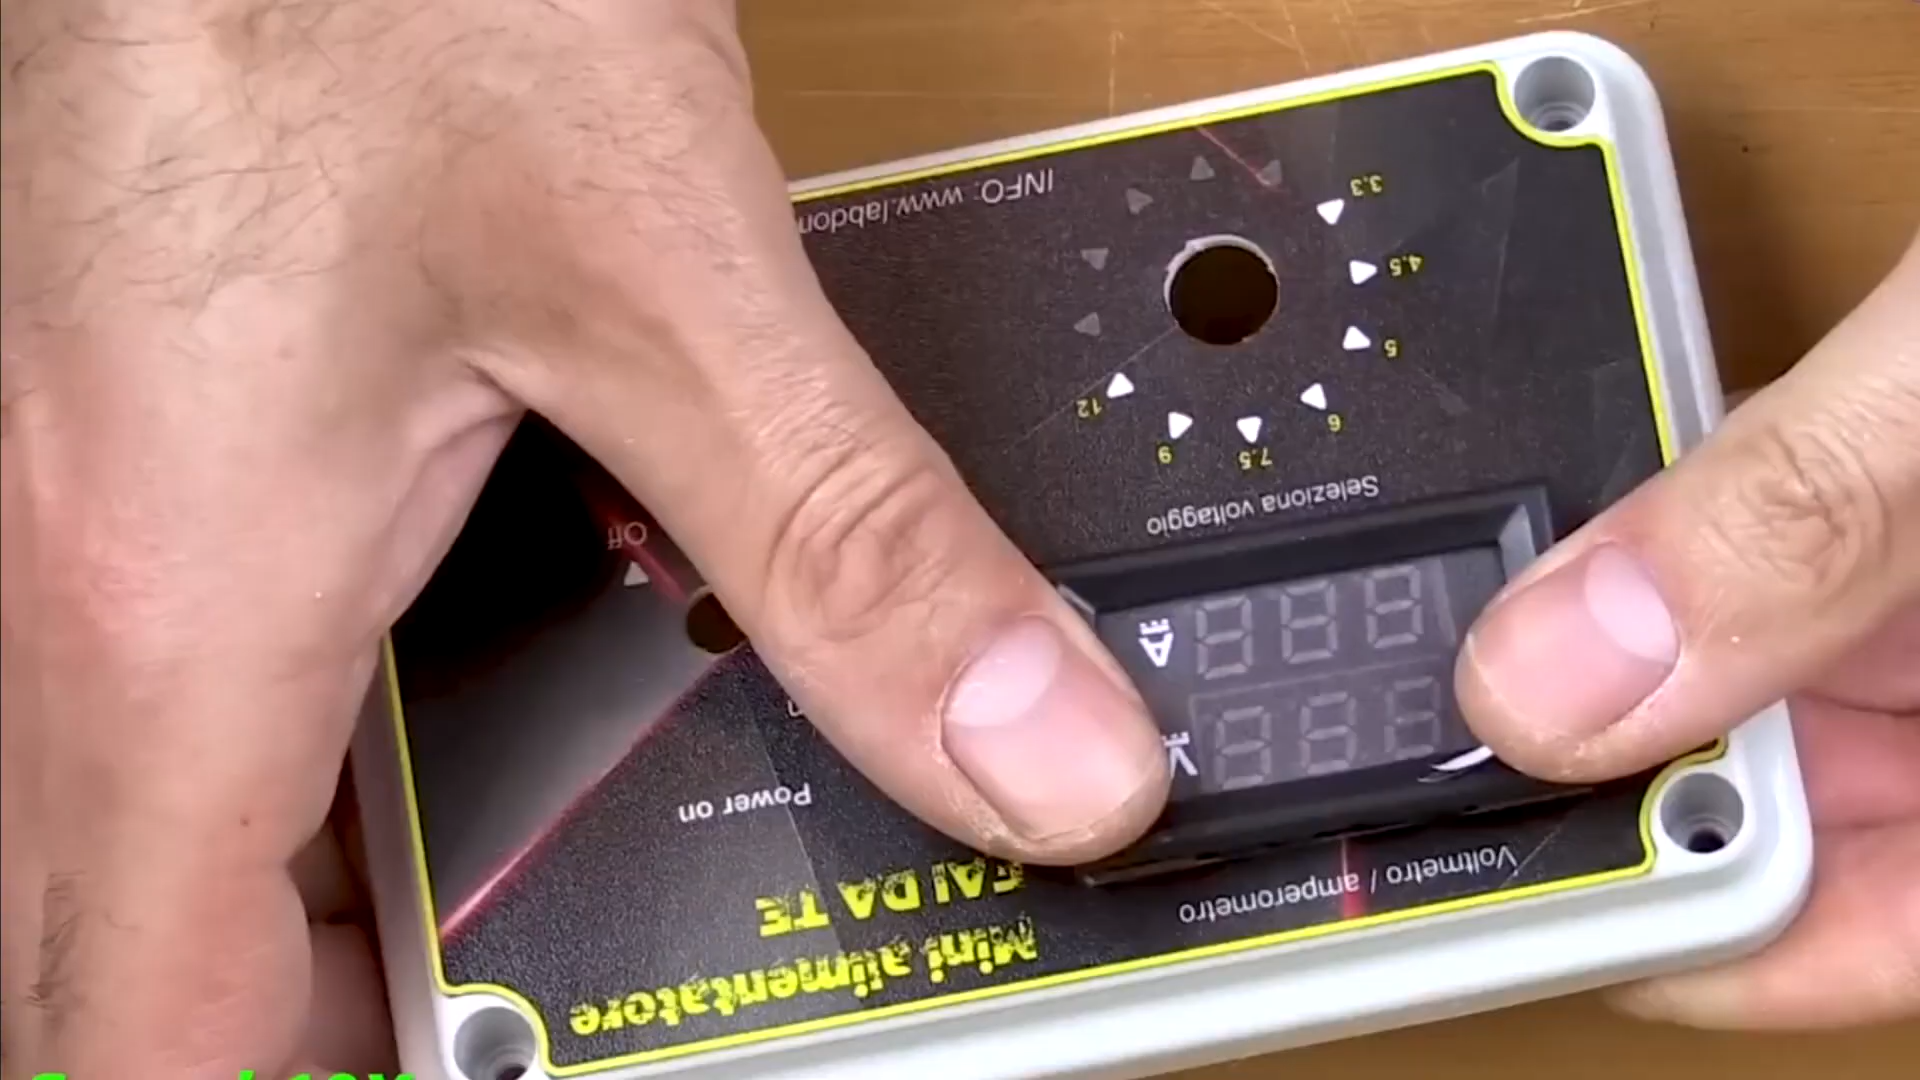 Mini alimentatore
FAI DA TE
Voltmetro / amperometro
Power on
V
A
Off
Seleziona voltaggio
7.5
9
6
12
5
4.5
3.3
INFO: www.labdom